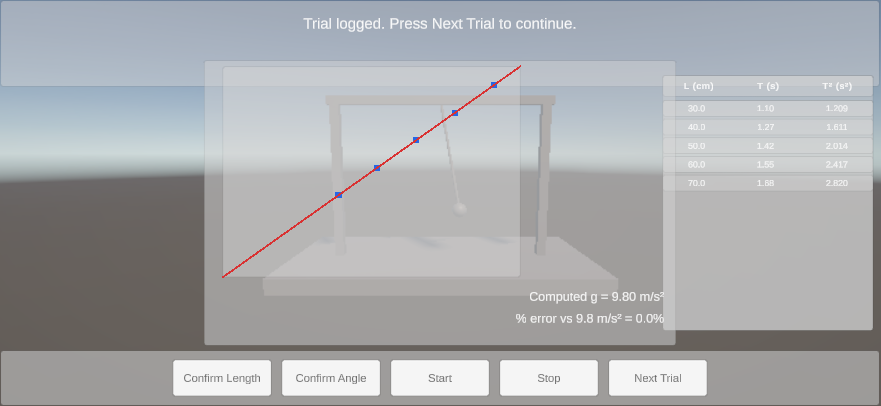 Trial logged. Press Next Trial to continue.
L (cm) T (s) T² (s²)
30.0 1.10 1.209
40.0 1.27 1.611
50.0 1.42 2.014
60.0 1.55 2.417
70.0 1.68 2.820
Computed g = 9.80 m/s²
% error vs 9.8 m/s² = 0.0%
Confirm Length Confirm Angle Start Stop Next Trial